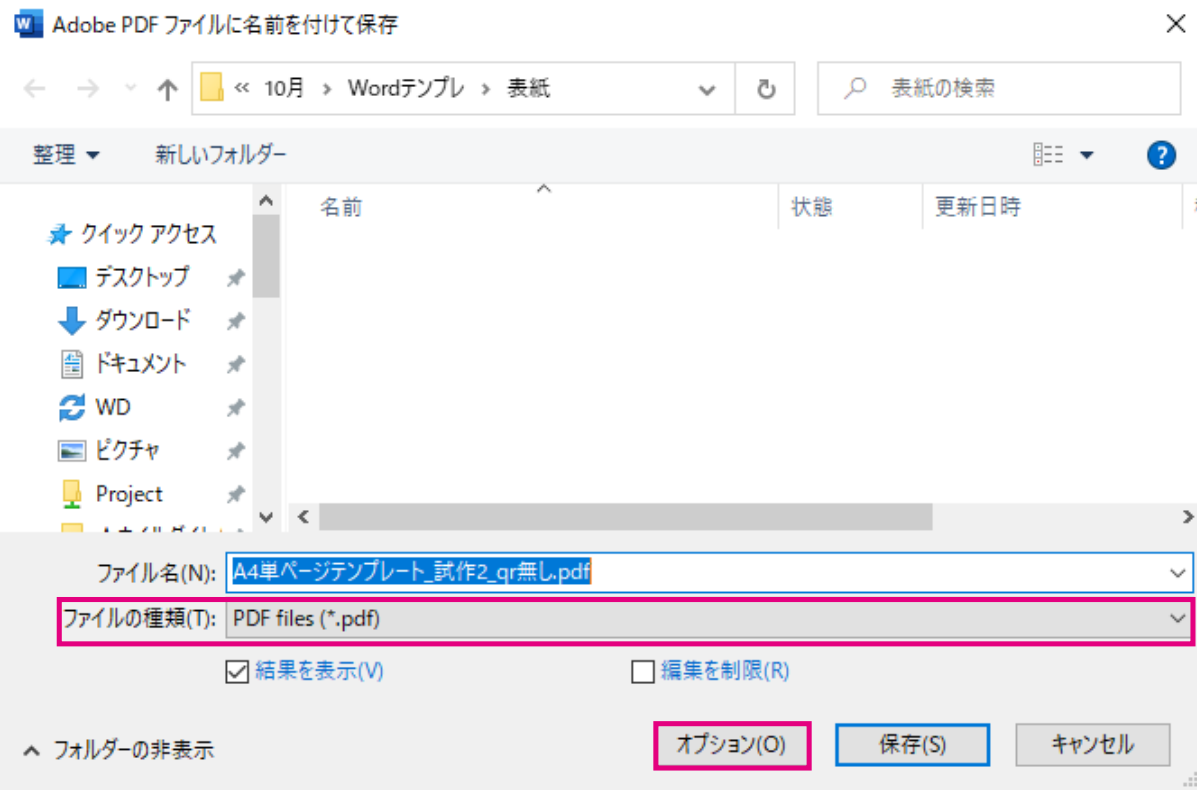 Adobe PDF ファイルに名前を付けて保存
« 10月 › Wordテンプレ › 表紙
表紙の検索
整理
新しいフォルダー
名前
状態
更新日時
クイック アクセス
デスクトップ
ダウンロード
ドキュメント
WD
ピクチャ
Project
ファイル名(N):
A4単ページテンプレート_試作2_qr無し.pdf
ファイルの種類(T):
PDF files (*.pdf)
結果を表示(V)
編集を制限(R)
フォルダーの非表示
オプション(O)
保存(S)
キャンセル